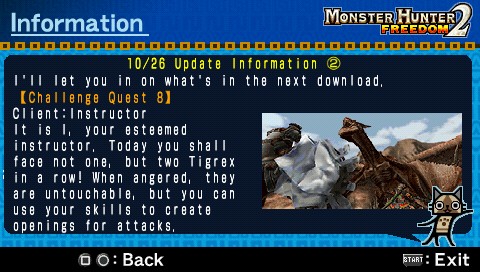 Information
MONSTER HUNTER
FREEDOM 2
10/26 Update Information ②
I'll let you in on what's in the next download.
【Challenge Quest 8】
Client:Instructor
It is I, your esteemed
instructor. Today you shall
face not one, but two Tigrex
in a row! When angered, they
are untouchable, but you can
use your skills to create
openings for attacks.
□○: Back
START: Exit